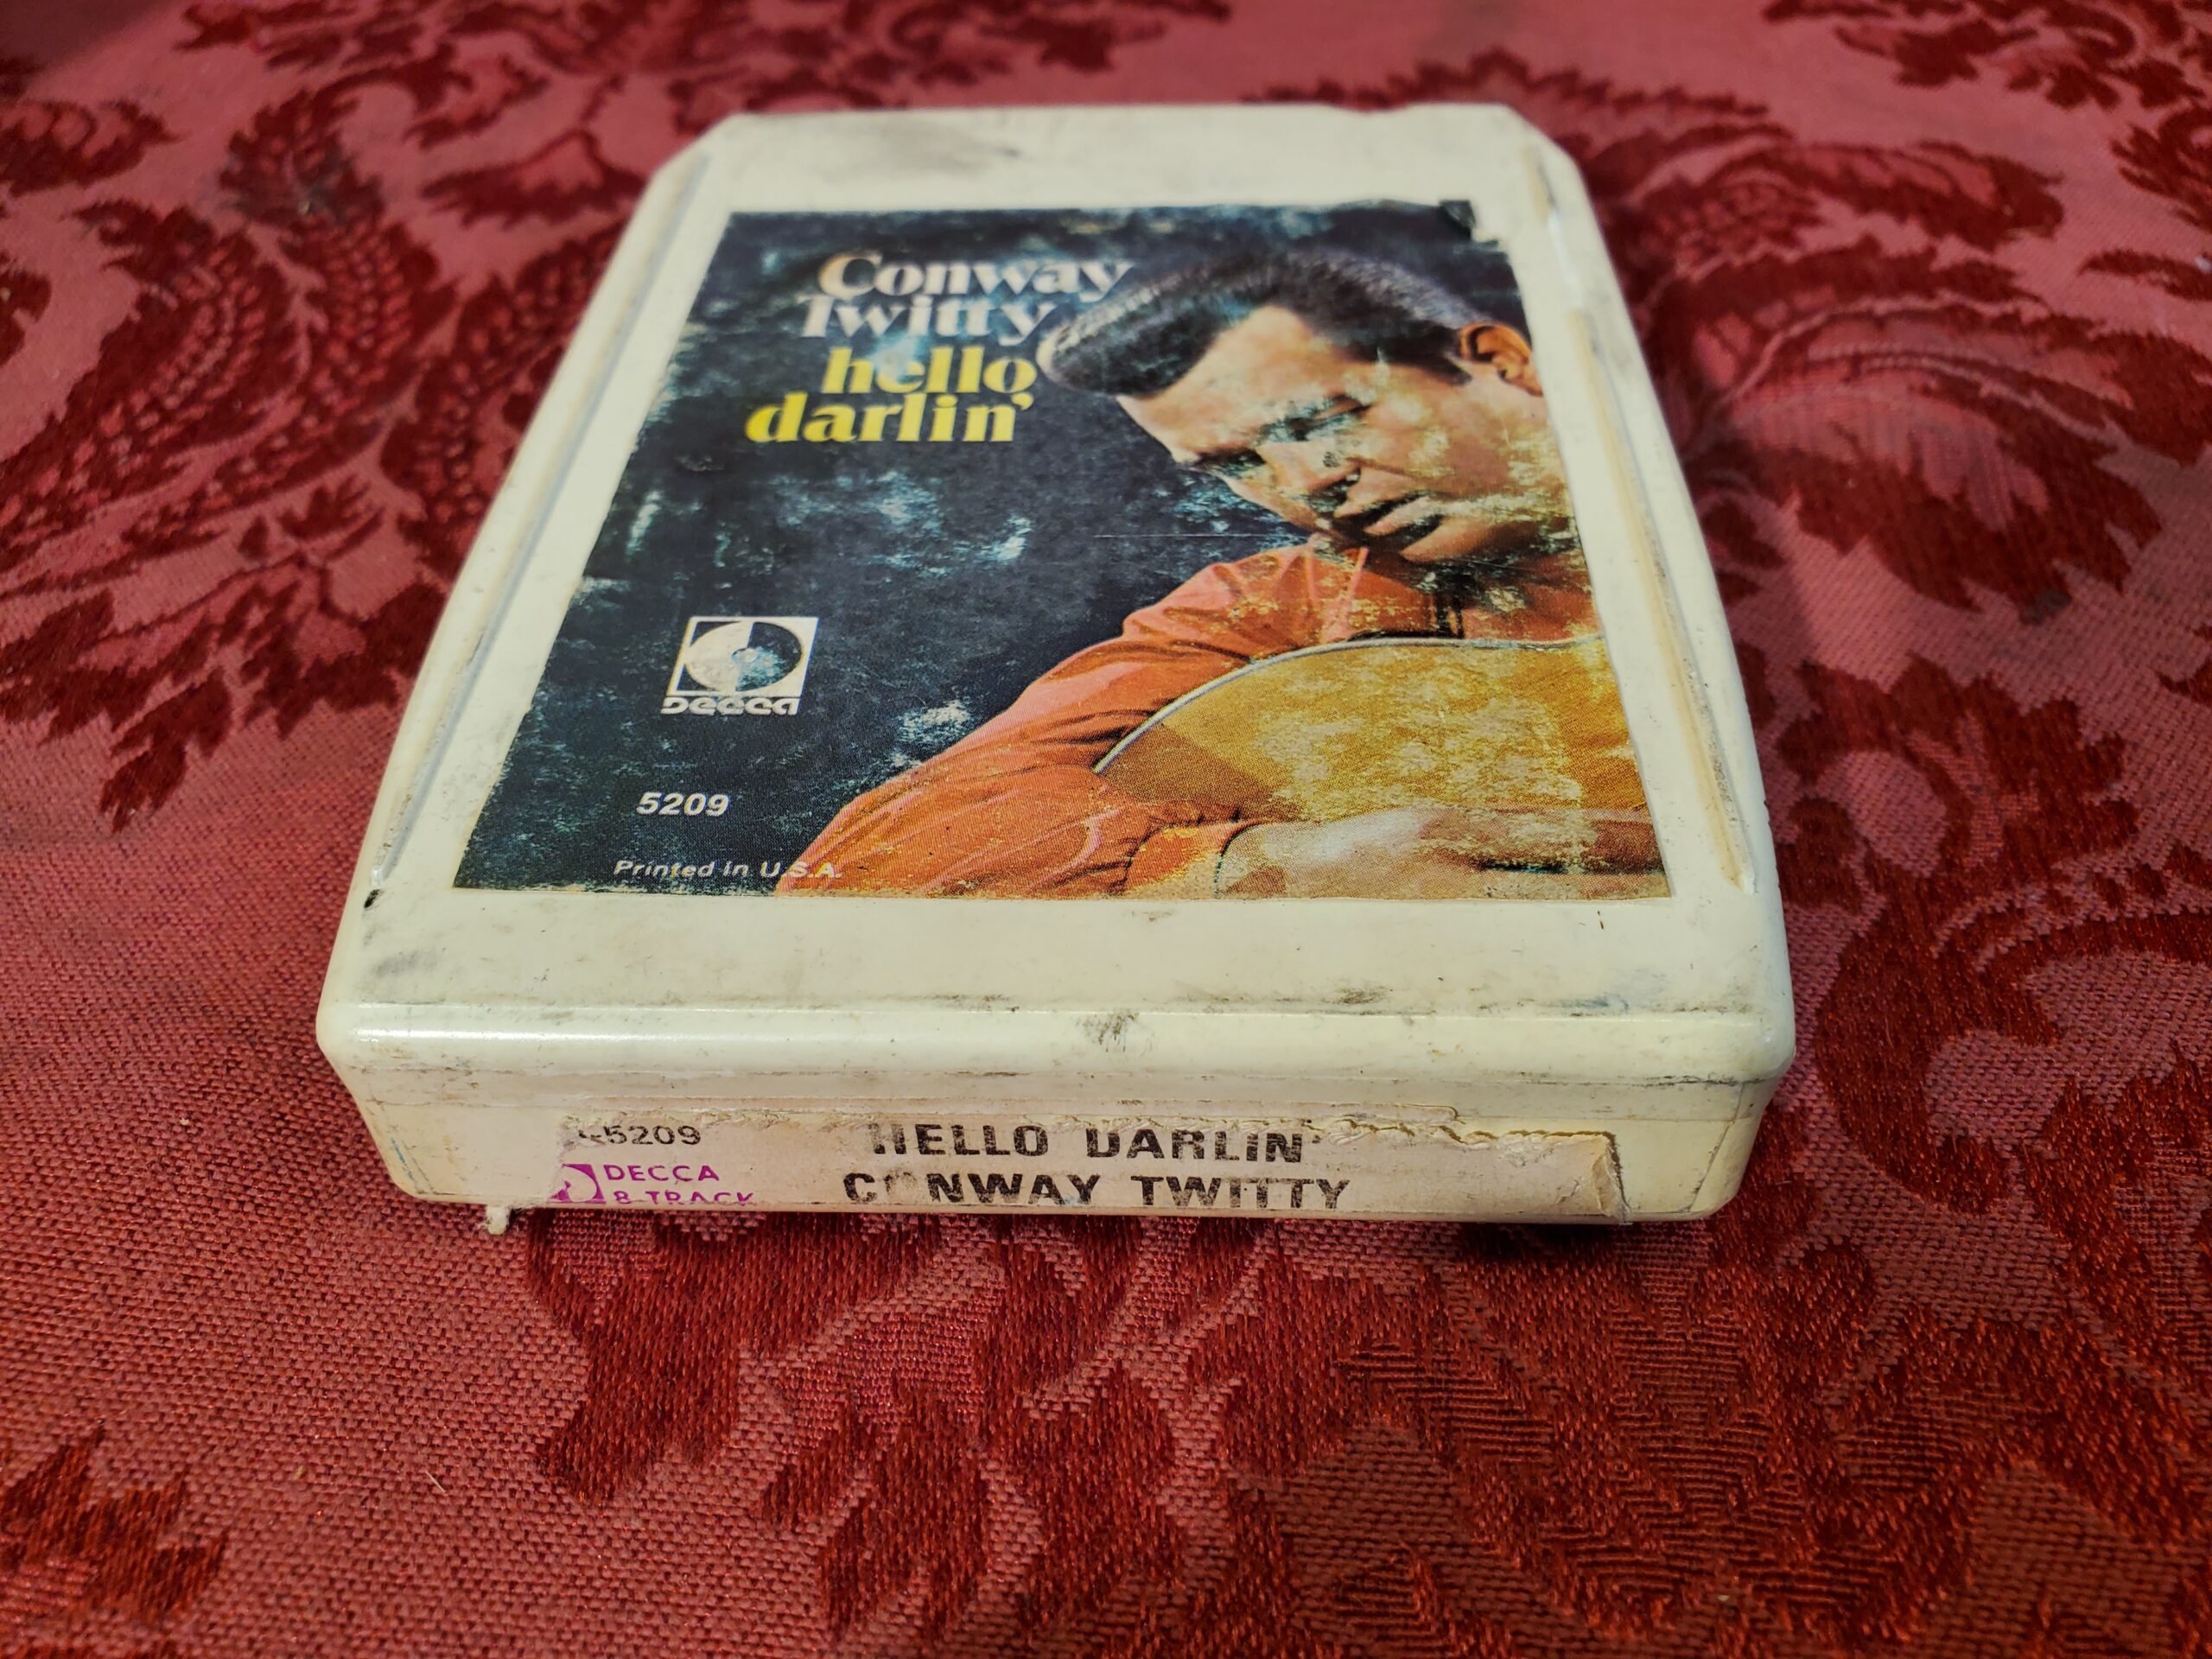 Conway
Twitty
hello
darlin'
DECCA
5209
Printed in U.S.A.
5209
HELLO DARLIN'
DECCA
8 TRACK
CONWAY TWITTY